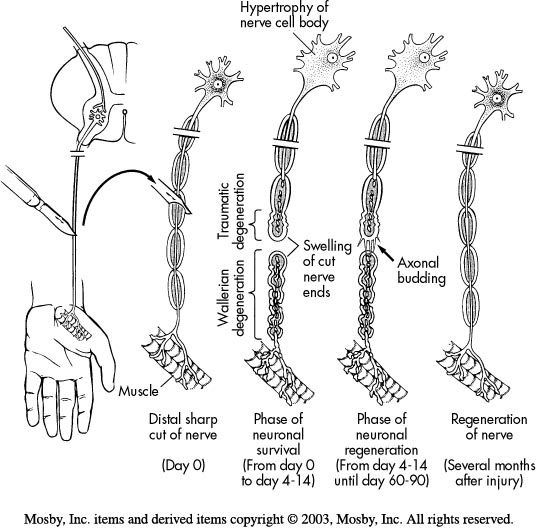 Hypertrophy of
nerve cell body
Traumatic
degeneration
Wallerian
degeneration
Swelling
of cut
nerve
ends
Axonal
budding
Muscle
Distal sharp
cut of nerve
(Day 0)
Phase of
neuronal
survival
(From day 0
to day 4-14)
Phase of
neuronal
regeneration
(From day 4-14
until day 60-90)
Regeneration
of nerve
(Several months
after injury)
Mosby, Inc. items and derived items copyright © 2003, Mosby, Inc. All rights reserved.